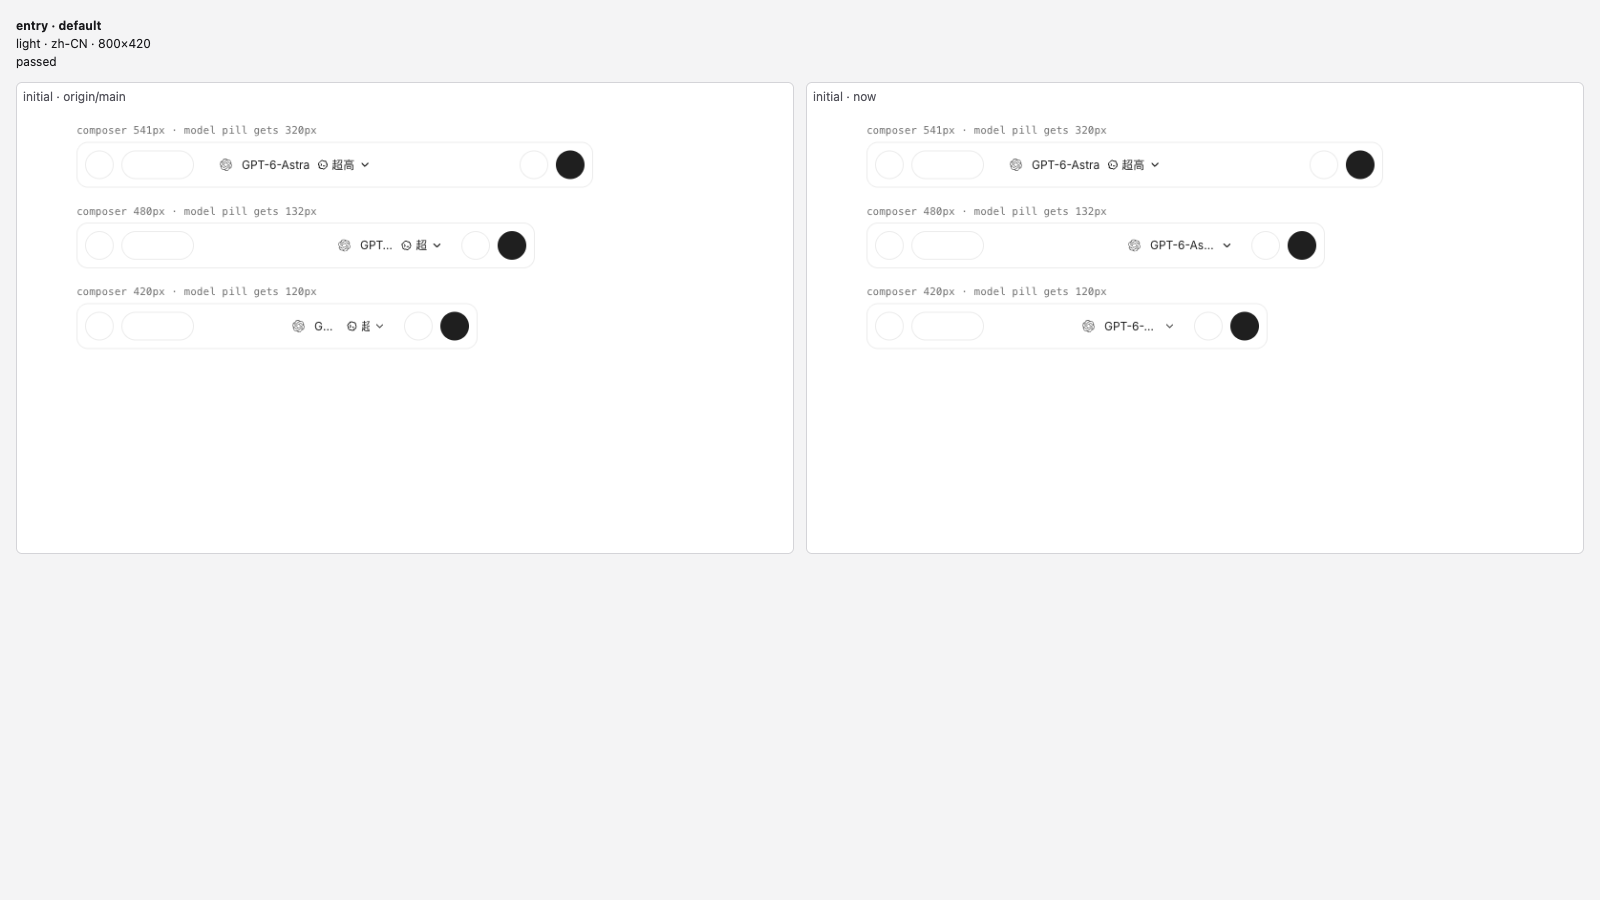 entry · default
light · zh-CN · 800×420
passed
initial · origin/main
composer 541px · model pill gets 320px
GPT-6-Astra 超高
composer 480px · model pill gets 132px
GPT... 超
composer 420px · model pill gets 120px
G... 超
initial · now
composer 541px · model pill gets 320px
GPT-6-Astra 超高
composer 480px · model pill gets 132px
GPT-6-As...
composer 420px · model pill gets 120px
GPT-6-...